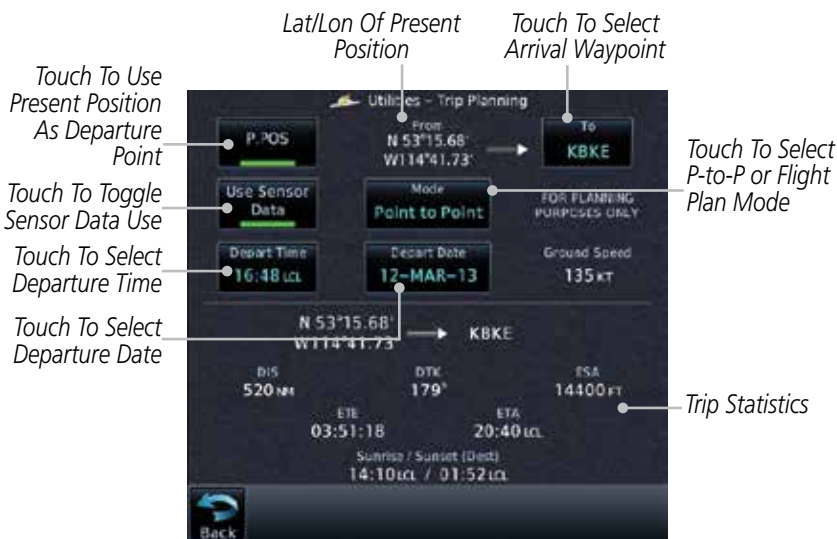 Lat/Lon Of Present
Position
Touch To Select
Arrival Waypoint
Touch To Use
Present Position
As Departure
Point
Touch To Toggle
Sensor Data Use
Touch To Select
Departure Time
Touch To Select
Departure Date
Touch To Select
P-to-P or Flight
Plan Mode
Trip Statistics
Utilities – Trip Planning
P.POS
From
N 53°15.68'
W114°41.73'
To
KBKE
Use Sensor
Data
Mode
Point to Point
FOR PLANNING
PURPOSES ONLY
Depart Time
16:48 LCL
Depart Date
12-MAR-13
Ground Speed
135 KT
N 53°15.68'
W114°41.73'
KBKE
DIS
520 NM
DTK
179°
ESA
14400 FT
ETE
03:51:18
ETA
20:40 LCL
Sunrise / Sunset (Dest)
14:10 LCL / 01:52 LCL
Back